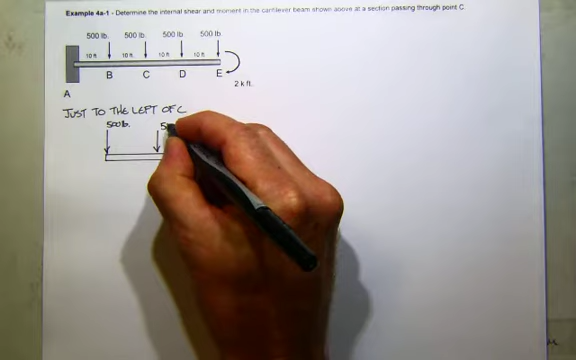 Example 4a-1 - Determine the internal shear and moment in the cantilever beam shown above at a section passing through point C.
500 lb. 500 lb. 500 lb. 500 lb.
10 ft. 10 ft. 10 ft. 10 ft.
B C D E
2 k·ft.
A
JUST TO THE LEFT OF C
500lb. 5